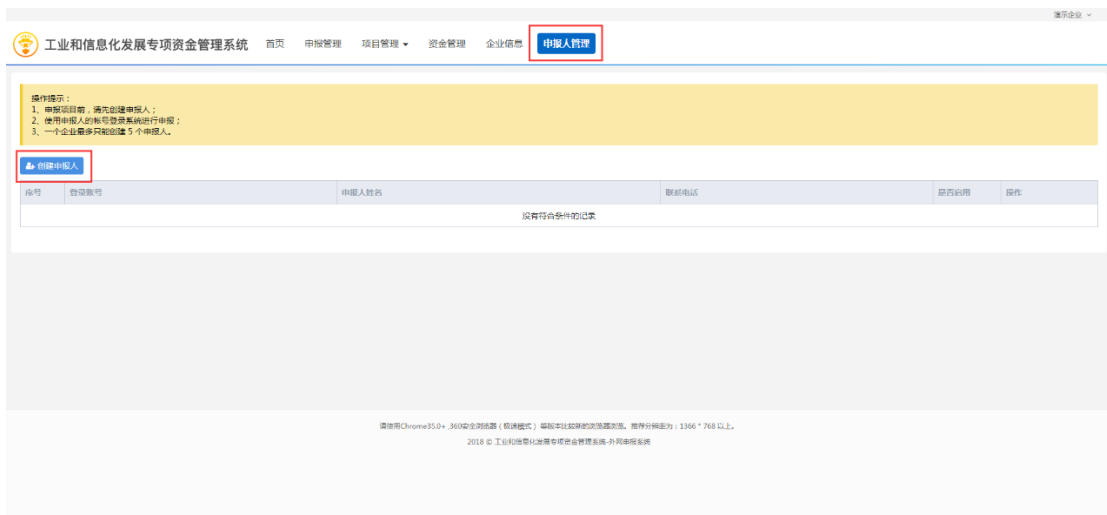 演示企业
工业和信息化发展专项资金管理系统 首页 申报管理 项目管理 资金管理 企业信息 申报人管理
操作提示：
1、申报项目前，请先创建申报人；
2、使用申报人的帐号登录系统进行申报；
3、一个企业最多只能创建 5 个申报人。
创建申报人
序号 登录账号 申报人姓名 联系电话 是否启用 操作
没有符合条件的记录
请使用Chrome35.0+ ,360安全浏览器（极速模式）等版本比较新的浏览器浏览。推荐分辨率为：1366 * 768 以上。
2018 © 工业和信息化发展专项资金管理系统-外网申报系统